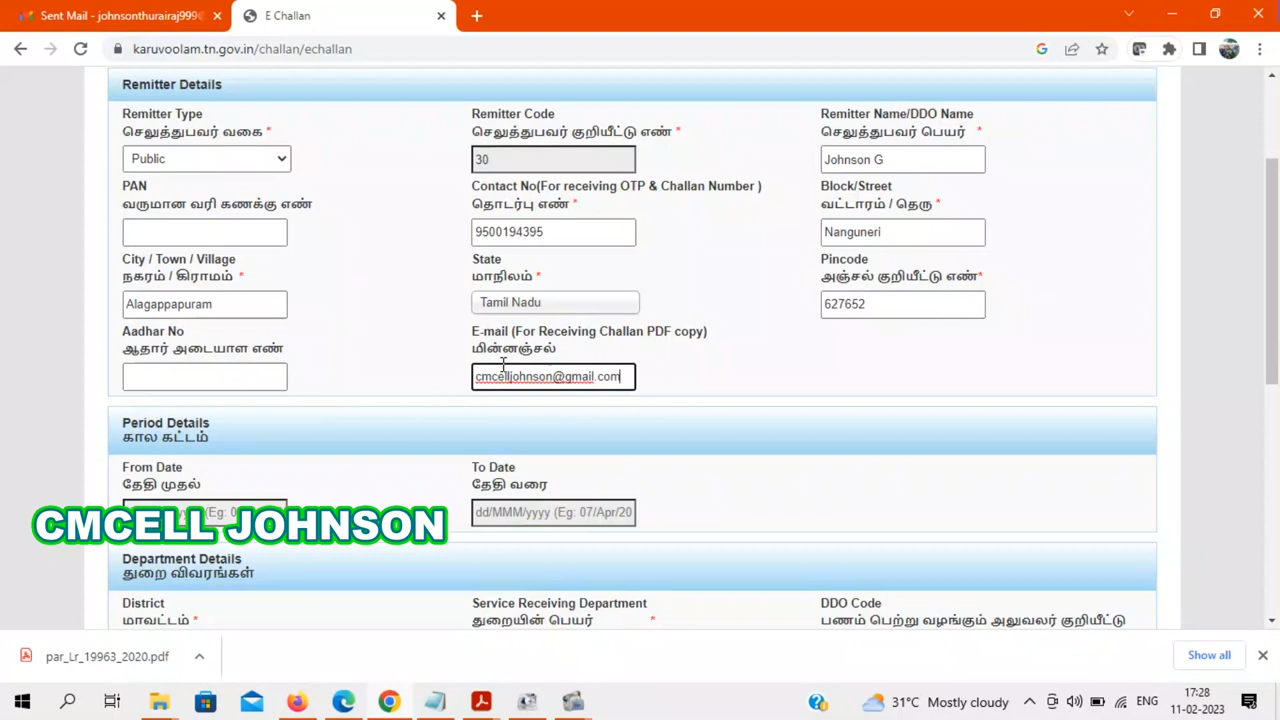 Sent Mail - johnsonthurairaj999
E Challan
karuvoolam.tn.gov.in/challan/echallan
Remitter Details
Remitter Type
செலுத்துபவர் வகை *
Public
Remitter Code
செலுத்துபவர் குறியீட்டு எண் *
30
Remitter Name/DDO Name
செலுத்துபவர் பெயர் *
Johnson G
PAN
வருமான வரி கணக்கு எண்
Contact No(For receiving OTP & Challan Number )
தொடர்பு எண் *
9500194395
Block/Street
வட்டாரம் / தெரு *
Nanguneri
City / Town / Village
நகரம் / கிராமம் *
Alagappapuram
State
மாநிலம் *
Tamil Nadu
Pincode
அஞ்சல் குறியீட்டு எண்*
627652
Aadhar No
ஆதார் அடையாள எண்
E-mail (For Receiving Challan PDF copy)
மின்னஞ்சல்
cmcelljohnson@gmail.com
Period Details
கால கட்டம்
From Date
தேதி முதல்
To Date
தேதி வரை
dd/MMM/yyyy (Eg: 07/Apr/20
CMCELL JOHNSON
Department Details
துறை விவரங்கள்
District
மாவட்டம் *
Service Receiving Department
துறையின் பெயர் *
DDO Code
பணம் பெற்று வழங்கும் அலுவலர் குறியீட்டு
par_Lr_19963_2020.pdf
Show all
31°C Mostly cloudy
ENG
17:28
11-02-2023